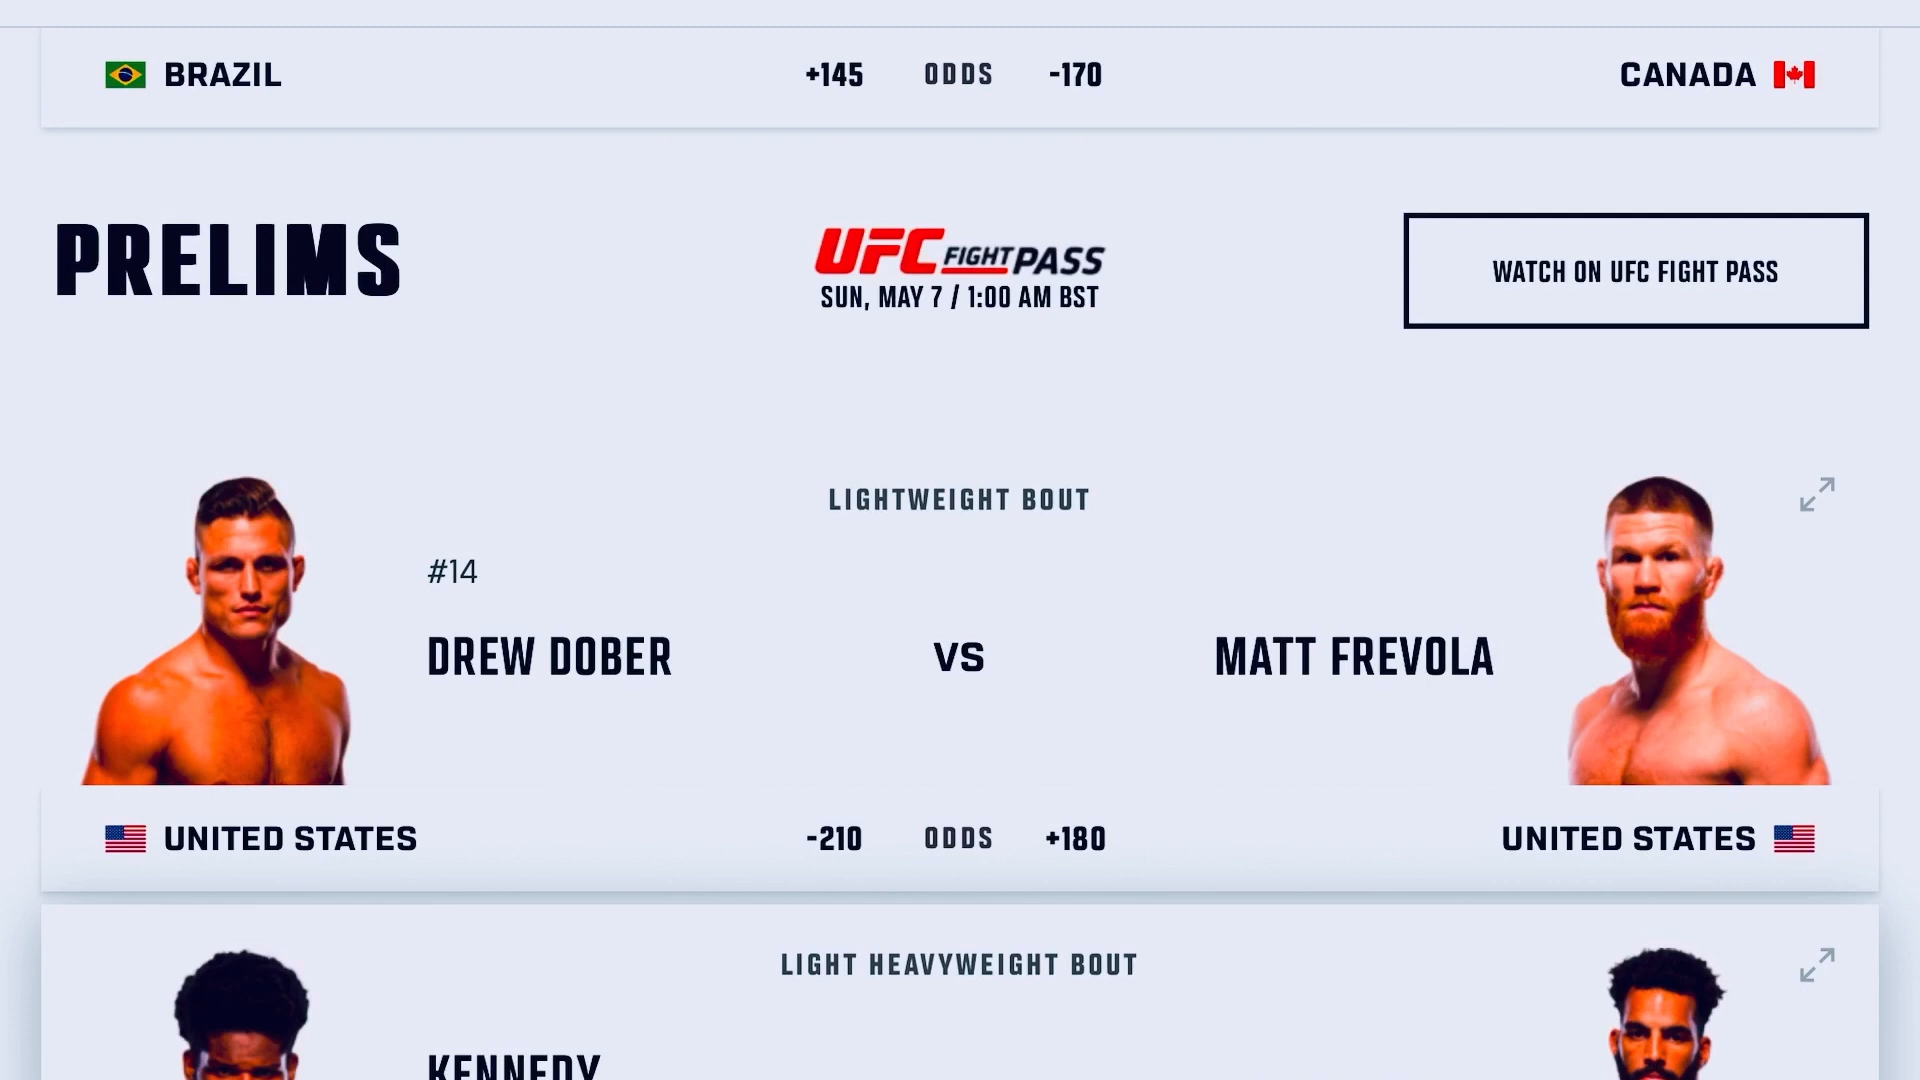 BRAZIL +145 ODDS -170 CANADA
PRELIMS
UFC FIGHT PASS
SUN, MAY 7 / 1:00 AM BST
WATCH ON UFC FIGHT PASS
LIGHTWEIGHT BOUT
#14
DREW DOBER VS MATT FREVOLA
UNITED STATES -210 ODDS +180 UNITED STATES
LIGHT HEAVYWEIGHT BOUT
KENNEDY